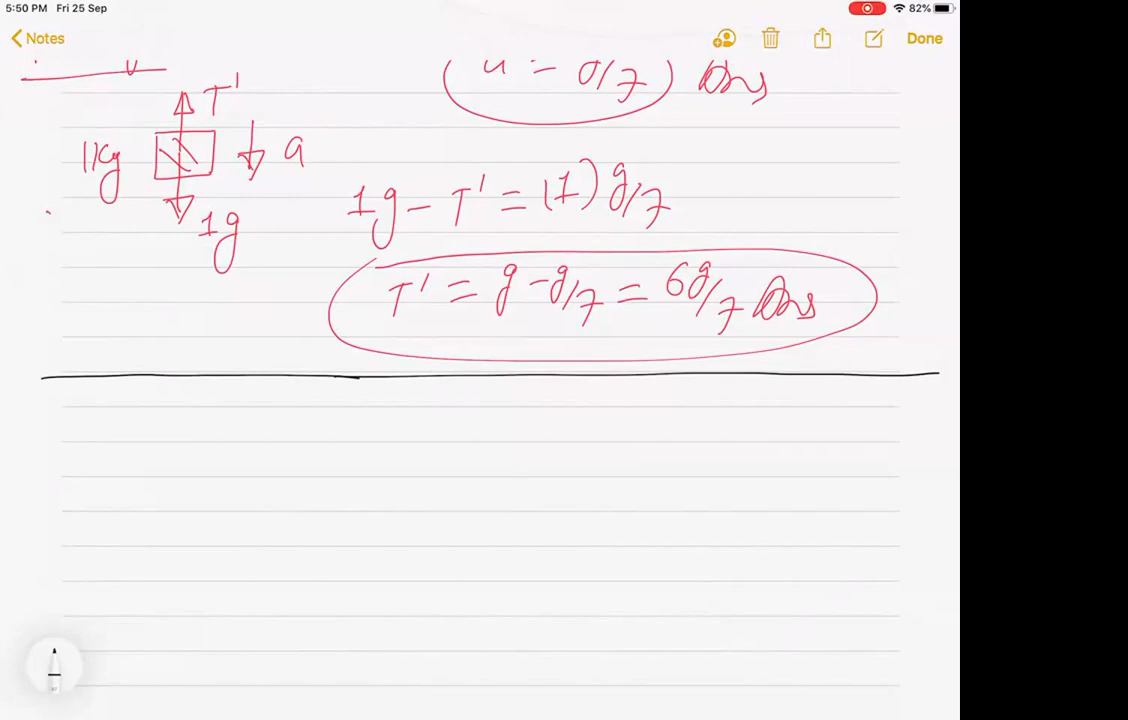 5:50 PM Fri 25 Sep
82%
Notes
Done
Ans
T'
1kg
a
1g
1g - T' = (1) g/7
T' = g - g/7 = 6g/7 Ans